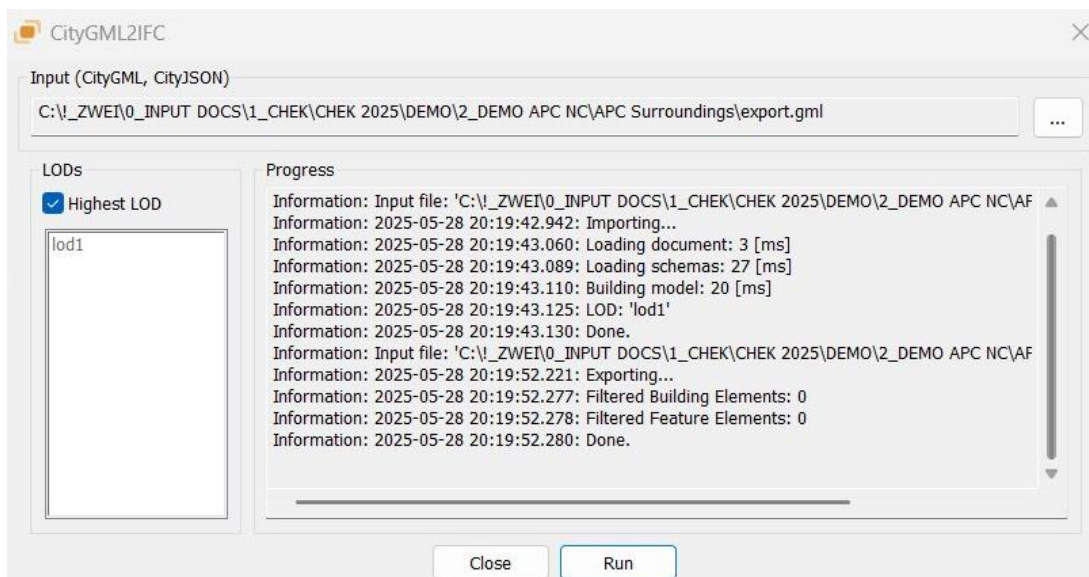 CityGML2IFC
Input (CityGML, CityJSON)
C:\!_ZWEI\0_INPUT DOCS\1_CHEK\CHEK 2025\DEMO\2_DEMO APC NC\APC Surroundings\export.gml
...
LODs
Highest LOD
lod1
Progress
Information: Input file: 'C:\!_ZWEI\0_INPUT DOCS\1_CHEK\CHEK 2025\DEMO\2_DEMO APC NC\AF
Information: 2025-05-28 20:19:42.942: Importing...
Information: 2025-05-28 20:19:43.060: Loading document: 3 [ms]
Information: 2025-05-28 20:19:43.089: Loading schemas: 27 [ms]
Information: 2025-05-28 20:19:43.110: Building model: 20 [ms]
Information: 2025-05-28 20:19:43.125: LOD: 'lod1'
Information: 2025-05-28 20:19:43.130: Done.
Information: Input file: 'C:\!_ZWEI\0_INPUT DOCS\1_CHEK\CHEK 2025\DEMO\2_DEMO APC NC\AF
Information: 2025-05-28 20:19:52.221: Exporting...
Information: 2025-05-28 20:19:52.277: Filtered Building Elements: 0
Information: 2025-05-28 20:19:52.278: Filtered Feature Elements: 0
Information: 2025-05-28 20:19:52.280: Done.
Close
Run